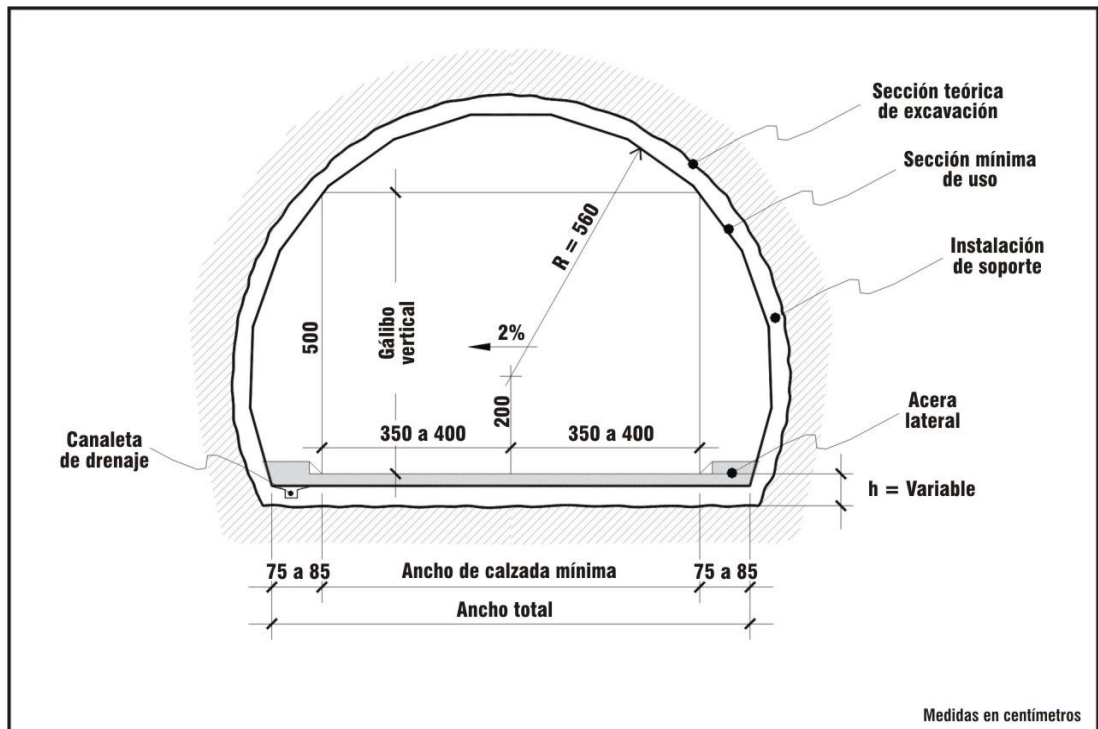 Sección teórica
de excavación
Sección mínima
de uso
Instalación
de soporte
R = 560
Gálibo
vertical
500
2%
200
350 a 400
350 a 400
Canaleta
de drenaje
Acera
lateral
h = Variable
75 a 85
Ancho de calzada mínima
75 a 85
Ancho total
Medidas en centímetros